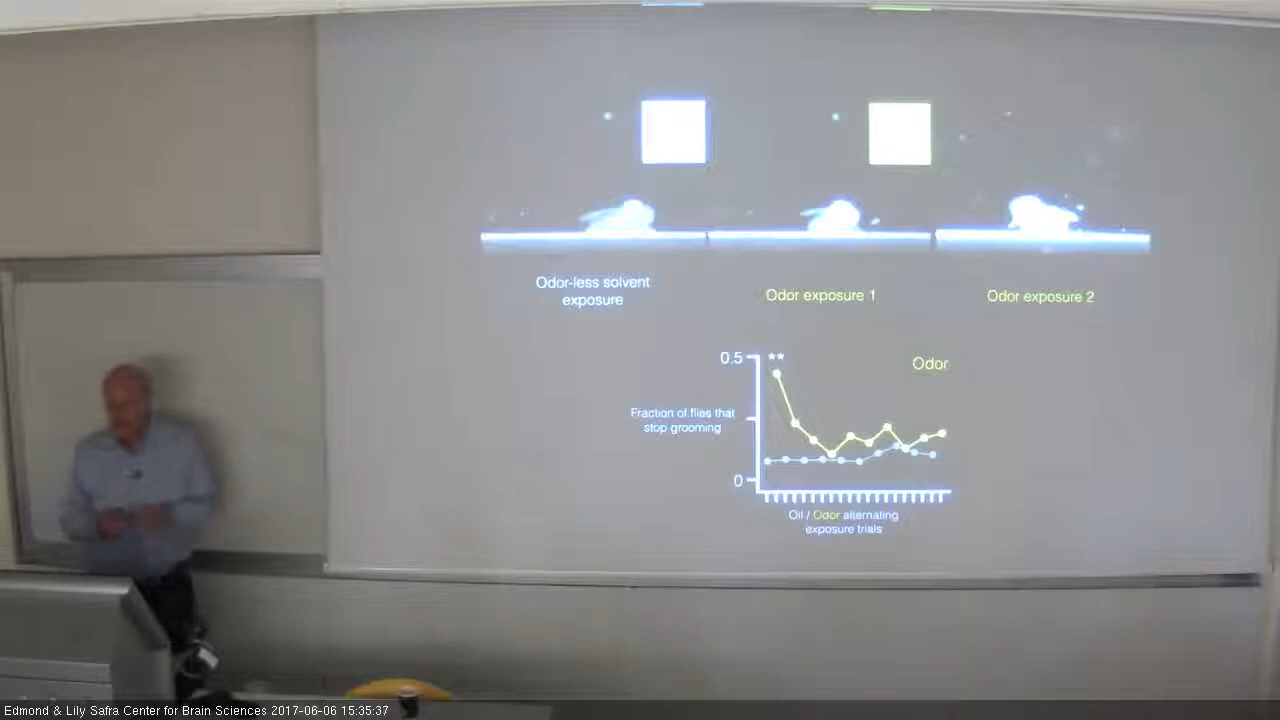 Odor-less solvent
exposure
Odor exposure 1
Odor exposure 2
0.5
**
Odor
Fraction of flies that
stop grooming
0
Oil / Odor alternating
exposure trials
Edmond & Lily Safra Center for Brain Sciences 2017-06-06 15:35:37